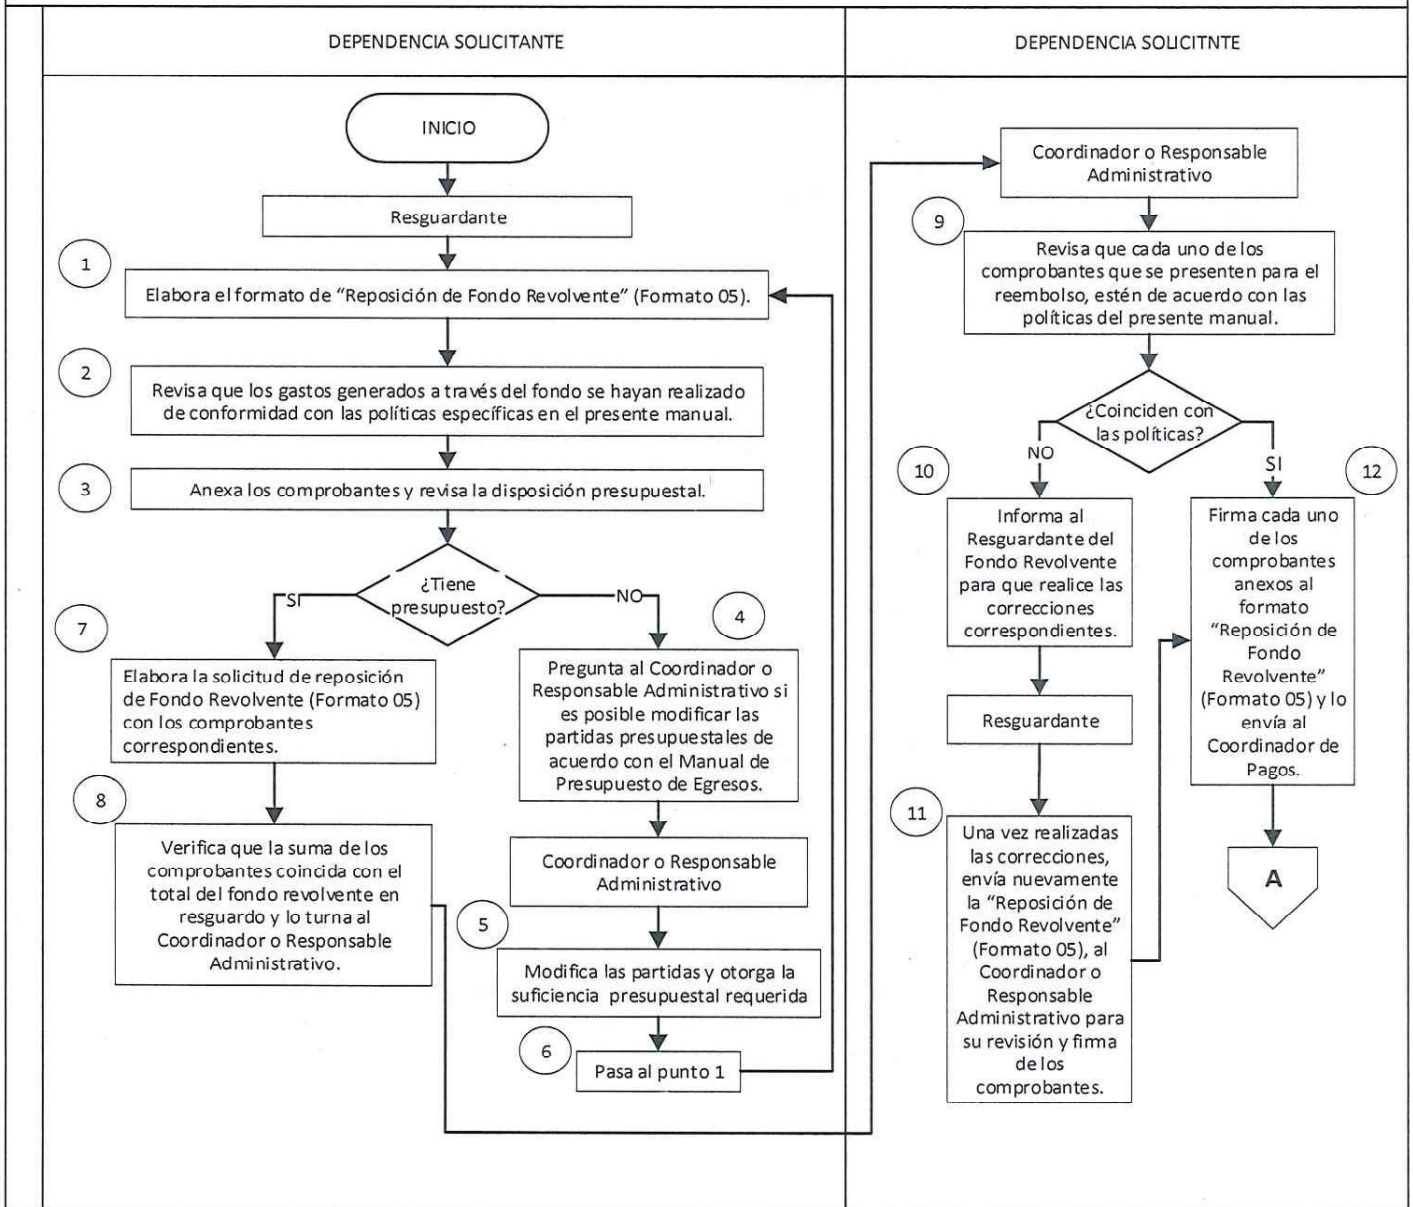 DEPENDENCIA SOLICITANTE
DEPENDENCIA SOLICITNTE
INICIO
Resguardante
1
Elabora el formato de “Reposición de Fondo Revolvente” (Formato 05).
2
Revisa que los gastos generados a través del fondo se hayan realizado
de conformidad con las políticas específicas en el presente manual.
3
Anexa los comprobantes y revisa la disposición presupuestal.
¿Tiene
presupuesto?
SI
NO
7
Elabora la solicitud de reposición
de Fondo Revolvente (Formato 05)
con los comprobantes
correspondientes.
8
Verifica que la suma de los
comprobantes coincida con el
total del fondo revolvente en
resguardo y lo turna al
Coordinador o Responsable
Administrativo.
4
Pregunta al Coordinador o
Responsable Administrativo si
es posible modificar las
partidas presupuestales de
acuerdo con el Manual de
Presupuesto de Egresos.
Coordinador o Responsable
Administrativo
5
Modifica las partidas y otorga la
suficiencia presupuestal requerida
6
Pasa al punto 1
Coordinador o Responsable
Administrativo
9
Revisa que cada uno de los
comprobantes que se presenten para el
reembolso, estén de acuerdo con las
políticas del presente manual.
¿Coinciden con
las políticas?
NO
SI
10
Informa al
Resguardante del
Fondo Revolvente
para que realice las
correcciones
correspondientes.
Resguardante
11
Una vez realizadas
las correcciones,
envía nuevamente
la “Reposición de
Fondo Revolvente”
(Formato 05), al
Coordinador o
Responsable
Administrativo para
su revisión y firma
de los
comprobantes.
12
Firma cada uno
de los
comprobantes
anexos al
formato
“Reposición de
Fondo
Revolvente”
(Formato 05) y lo
envía al
Coordinador de
Pagos.
A